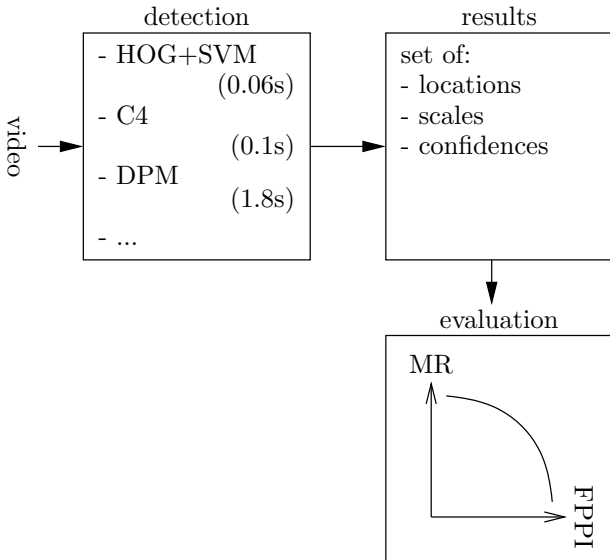 detection
video
- HOG+SVM
(0.06s)
- C4
(0.1s)
- DPM
(1.8s)
- ...
results
set of:
- locations
- scales
- confidences
evaluation
MR
FPPI